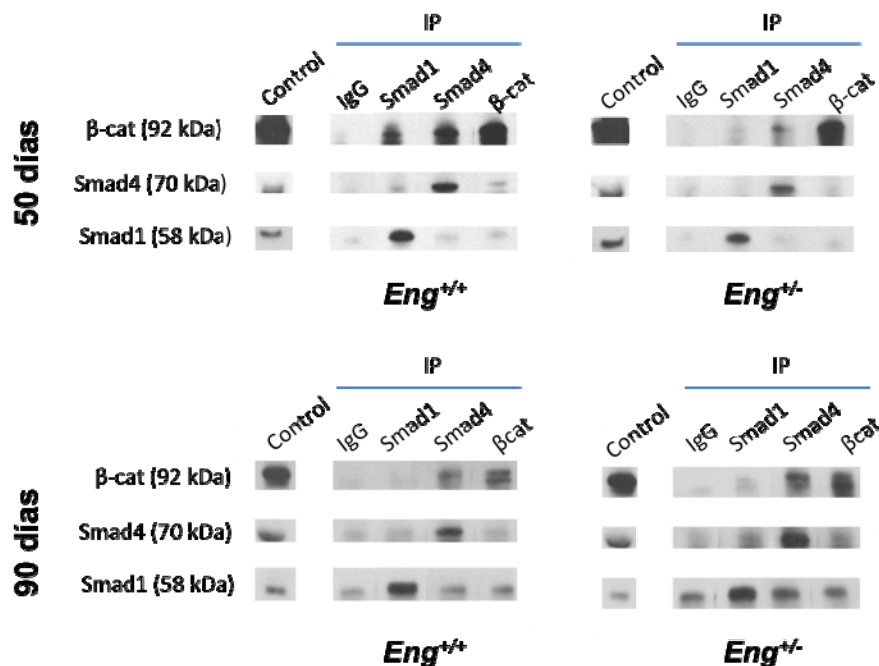 IP
IP
Control IgG Smad1 Smad4 β-cat
Control IgG Smad1 Smad4 β-cat
50 días
β-cat (92 kDa)
Smad4 (70 kDa)
Smad1 (58 kDa)
Eng+/+
Eng+/-
IP
IP
Control IgG Smad1 Smad4 βcat
Control IgG Smad1 Smad4 βcat
90 días
β-cat (92 kDa)
Smad4 (70 kDa)
Smad1 (58 kDa)
Eng+/+
Eng+/-